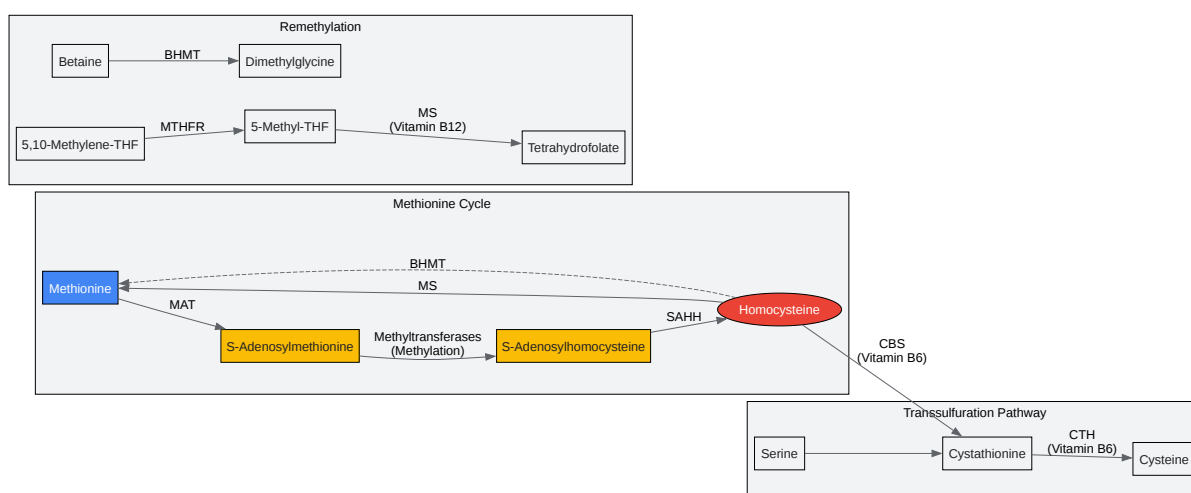 Remethylation
Betaine
BHMT
Dimethylglycine
5,10-Methylene-THF
MTHFR
5-Methyl-THF
MS
(Vitamin B12)
Tetrahydrofolate
Methionine Cycle
BHMT
Methionine
MS
MAT
Homocysteine
SAHH
S-Adenosylmethionine
Methyltransferases
(Methylation)
S-Adenosylhomocysteine
CBS
(Vitamin B6)
Transsulfuration Pathway
Serine
Cystathionine
CTH
(Vitamin B6)
Cysteine